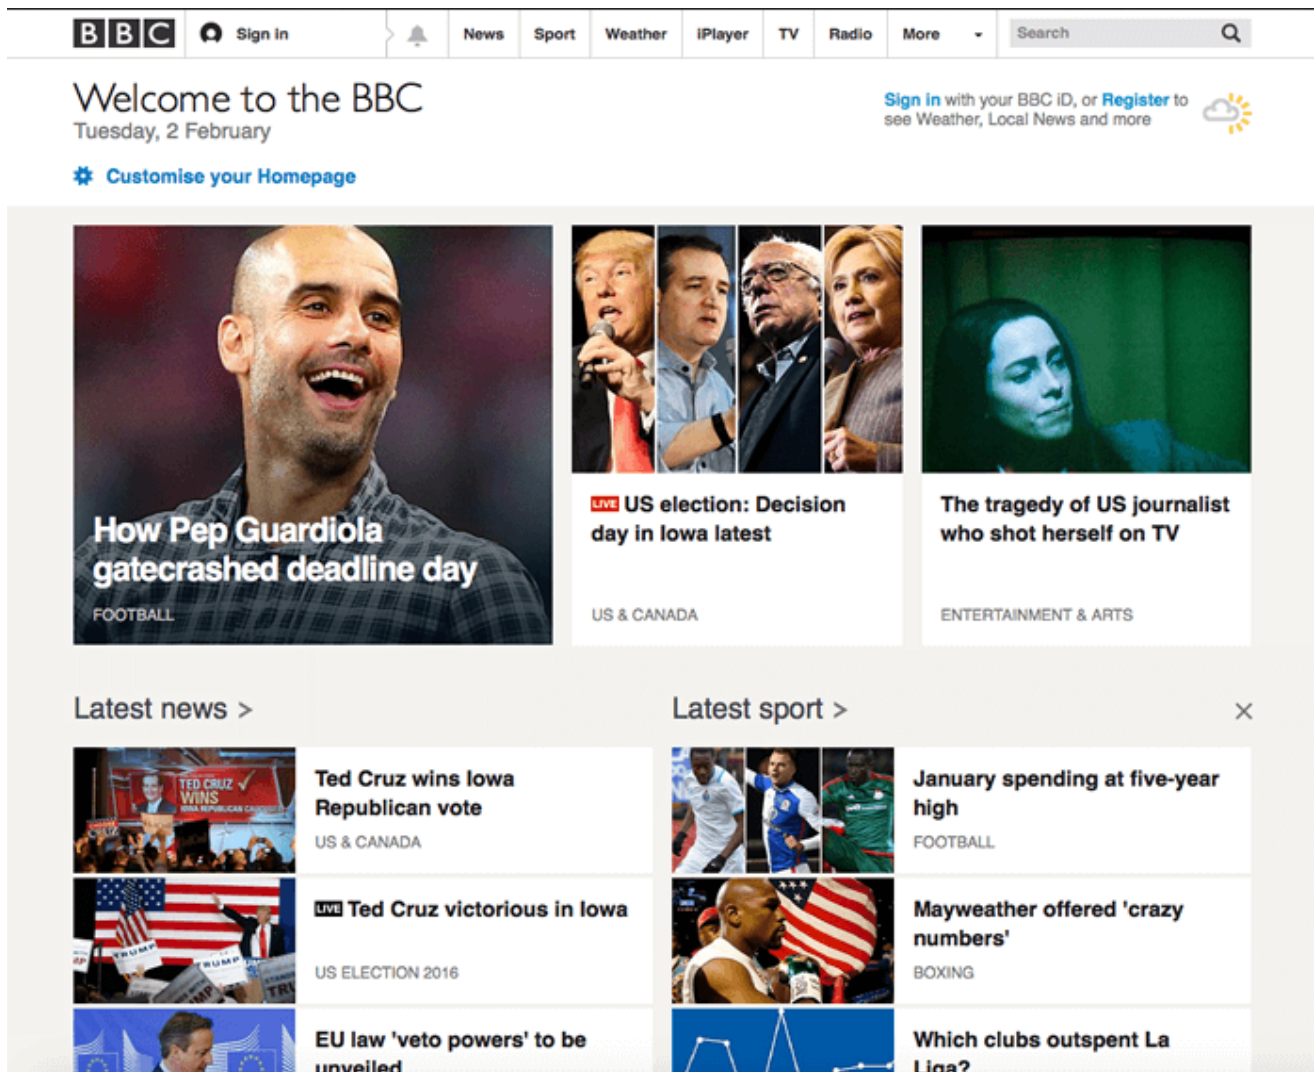 BBC
Sign in
News
Sport
Weather
iPlayer
TV
Radio
More
Search
Welcome to the BBC
Tuesday, 2 February
Sign in with your BBC iD, or Register to
see Weather, Local News and more
Customise your Homepage
How Pep Guardiola
gatecrashed deadline day
FOOTBALL
LIVE US election: Decision
day in Iowa latest
US & CANADA
The tragedy of US journalist
who shot herself on TV
ENTERTAINMENT & ARTS
Latest news >
Latest sport >
TED CRUZ
WINS
IOWA REPUBLICAN
CRUZ
Ted Cruz wins Iowa
Republican vote
US & CANADA
January spending at five-year
high
FOOTBALL
TRUMP
TRUMP
LIVE Ted Cruz victorious in Iowa
US ELECTION 2016
Mayweather offered 'crazy
numbers'
BOXING
EU law 'veto powers' to be
unveiled
Which clubs outspent La
Liga?